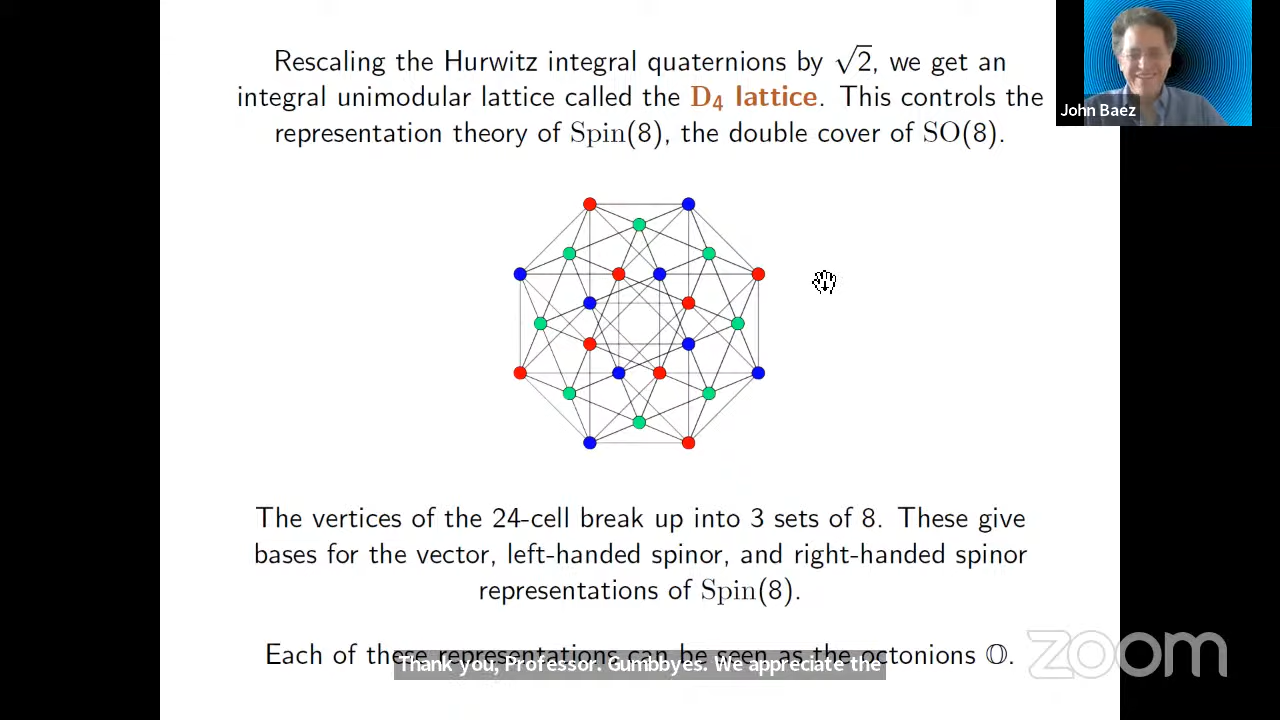 Rescaling the Hurwitz integral quaternions by √2, we get an
integral unimodular lattice called the D₄ lattice. This controls the
representation theory of Spin(8), the double cover of SO(8).
John Baez
The vertices of the 24-cell break up into 3 sets of 8. These give
bases for the vector, left-handed spinor, and right-handed spinor
representations of Spin(8).
Each of these representations can be seen as the octonions 𝕆.
Thank you, Professor. Gumbbyes. We appreciate the
zoom